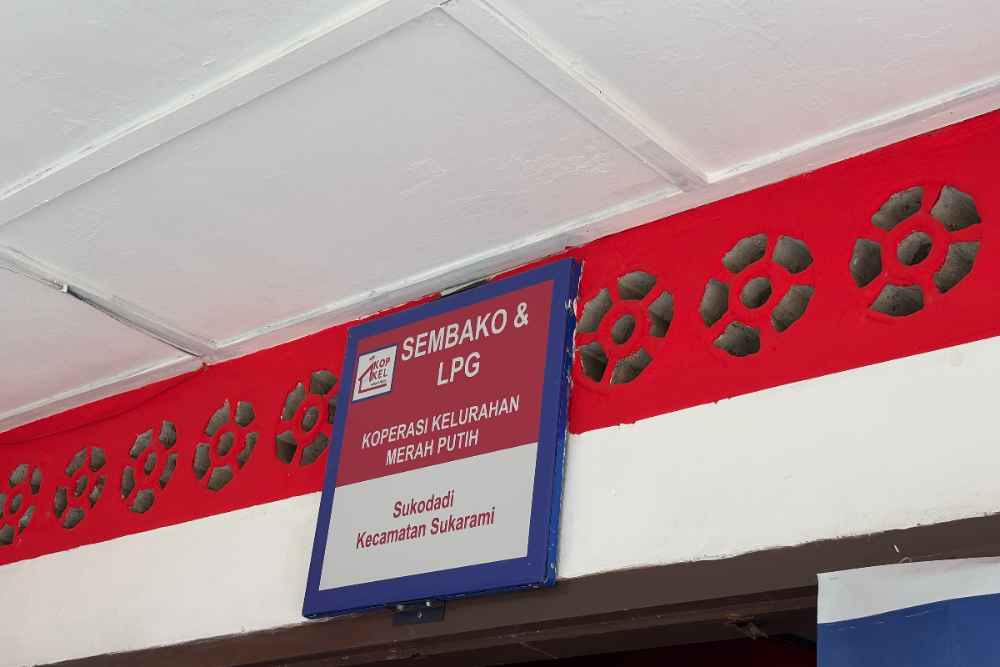 KOP
KEL
SEMBAKO &
LPG
KOPERASI KELURAHAN
MERAH PUTIH
Sukodadi
Kecamatan Sukarami